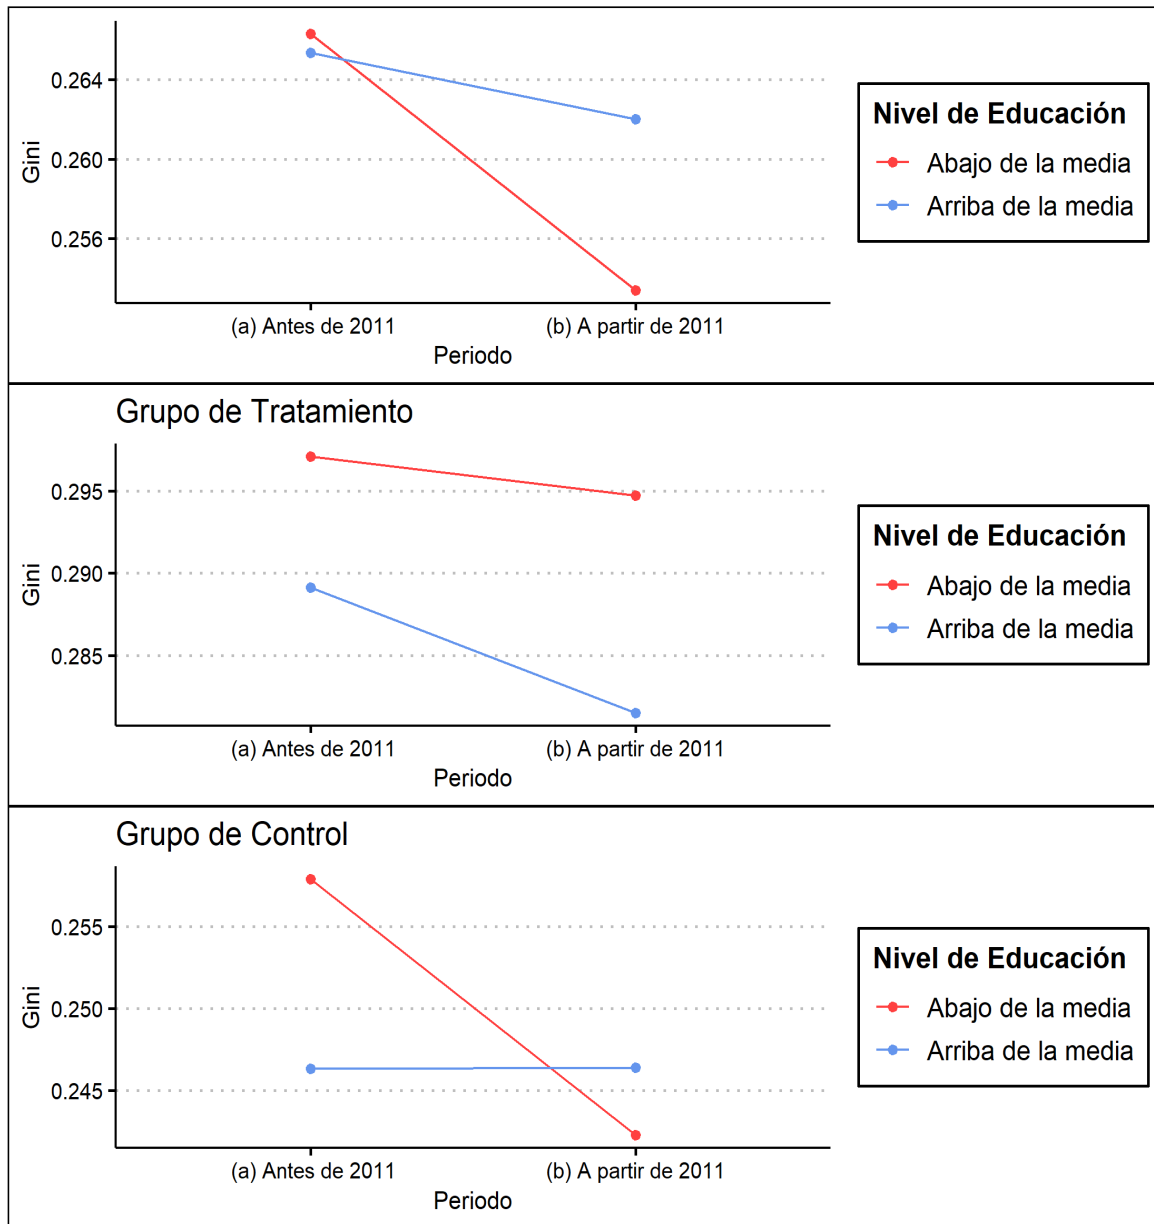 0.264
0.260
0.256
Gini
(a) Antes de 2011
(b) A partir de 2011
Periodo
Nivel de Educación
Abajo de la media
Arriba de la media
Grupo de Tratamiento
0.295
0.290
0.285
Gini
(a) Antes de 2011
(b) A partir de 2011
Periodo
Nivel de Educación
Abajo de la media
Arriba de la media
Grupo de Control
0.255
0.250
0.245
Gini
(a) Antes de 2011
(b) A partir de 2011
Periodo
Nivel de Educación
Abajo de la media
Arriba de la media